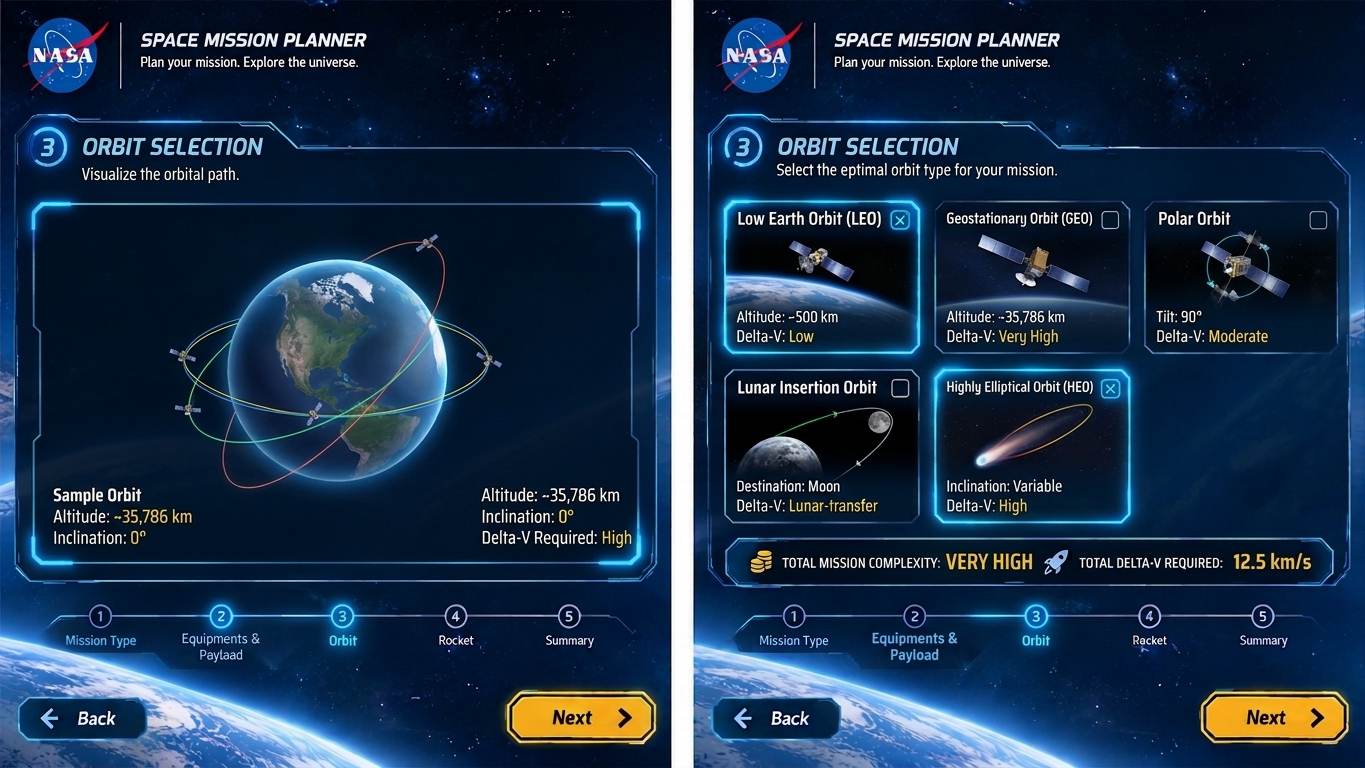 NASA
SPACE MISSION PLANNER
Plan your mission. Explore the universe.
3
ORBIT SELECTION
Visualize the orbital path.
Sample Orbit
Altitude: ~35,786 km
Inclination: 0°
Altitude: ~35,786 km
Inclination: 0°
Delta-V Required: High
1
Mission Type
2
Equipments &
Paylaad
3
Orbit
4
Rocket
5
Summary
Back
Next
NASA
SPACE MISSION PLANNER
Plan your mission. Explore the universe.
3
ORBIT SELECTION
Select the eptimal orbit type for your mission.
Low Earth Orbit (LEO)
Altitude: ~500 km
Delta-V: Low
Geostationary Orbit (GEO)
Altitude: ~35,786 km
Delta-V: Very High
Polar Orbit
Tilt: 90°
Delta-V: Moderate
Lunar Insertion Orbit
Destination: Moon
Delta-V: Lunar-transfer
Highly Elliptical Orbit (HEO)
Inclination: Variable
Delta-V: High
TOTAL MISSION COMPLEXITY: VERY HIGH
TOTAL DELTA-V REQUIRED: 12.5 km/s
1
Mission Type
2
Equipments &
Payload
3
Orbit
4
Racket
5
Summary
Back
Next